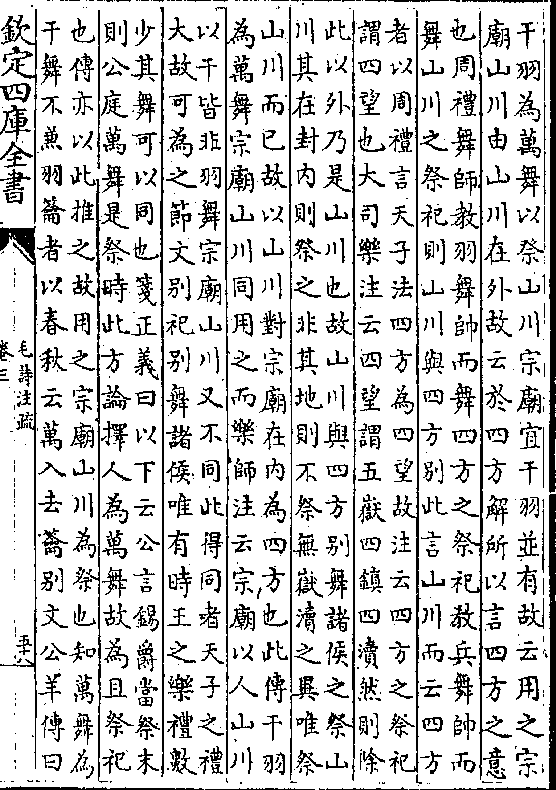 干羽為萬舞以祭山川宗廟宜干羽並有故云用之宗
廟山川由山川在外故云於四方解所以言四方之意
也周禮舞師教羽舞帥而舞四方之祭祀教兵舞帥而
舞山川之祭祀則山川與四方別此言山川而云四方
者以周禮言天子法四方為四望故注云四方之祭祀
謂四望也大司樂注云四望謂五嶽四鎮四瀆然則除
此以外乃是山川也故山川與四方別舞諸侯之祭山
川其在封內則祭之非其地則不祭無嶽瀆之異唯祭
山川而已故以山川對宗廟在內為四方也此傳干羽
為萬舞宗廟山川同用之而樂師注云宗廟以人山川
以干皆非羽舞宗廟山川又不同此得同者天子之禮
大故可為之節文別祀別舞諸侯唯有時王之樂禮數
少其舞可以同也箋正義曰以下云公言錫爵當祭末
則公庭萬舞是祭時此方論擇人為萬舞故為且祭祀
也傳亦以此推之故用之宗廟山川為祭也知萬舞為
干舞不兼羽籥者以春秋云萬入去籥別文公羊傳曰
欽定四庫全書
毛詩注疏
卷三
五十八